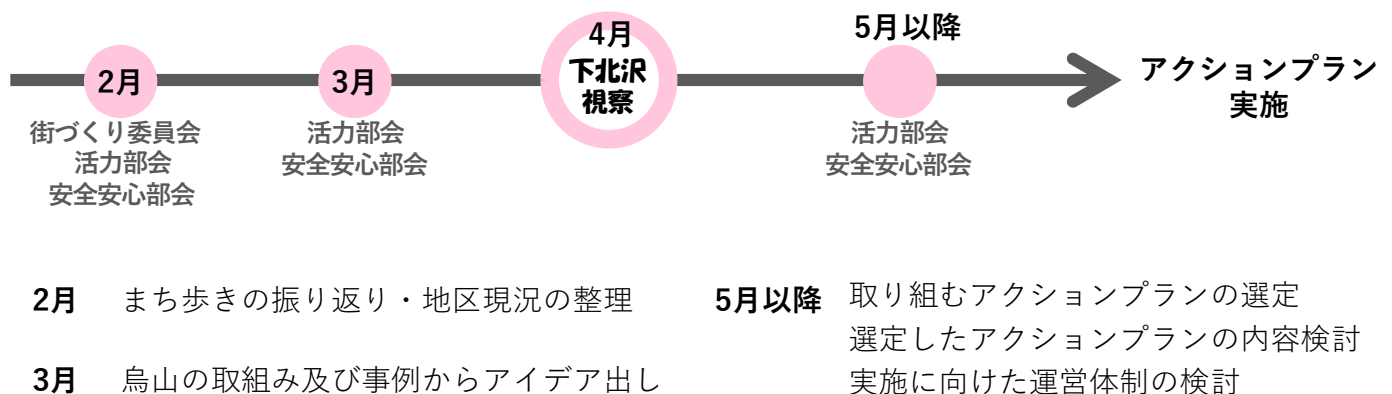 2月
街づくり委員会
活力部会
安全安心部会
3月
活力部会
安全安心部会
4月
下北沢
視察
5月以降
活力部会
安全安心部会
アクションプラン
実施
2月 まち歩きの振り返り・地区現況の整理
3月 烏山の取組み及び事例からアイデア出し
5月以降 取り組むアクションプランの選定
選定したアクションプランの内容検討
実施に向けた運営体制の検討